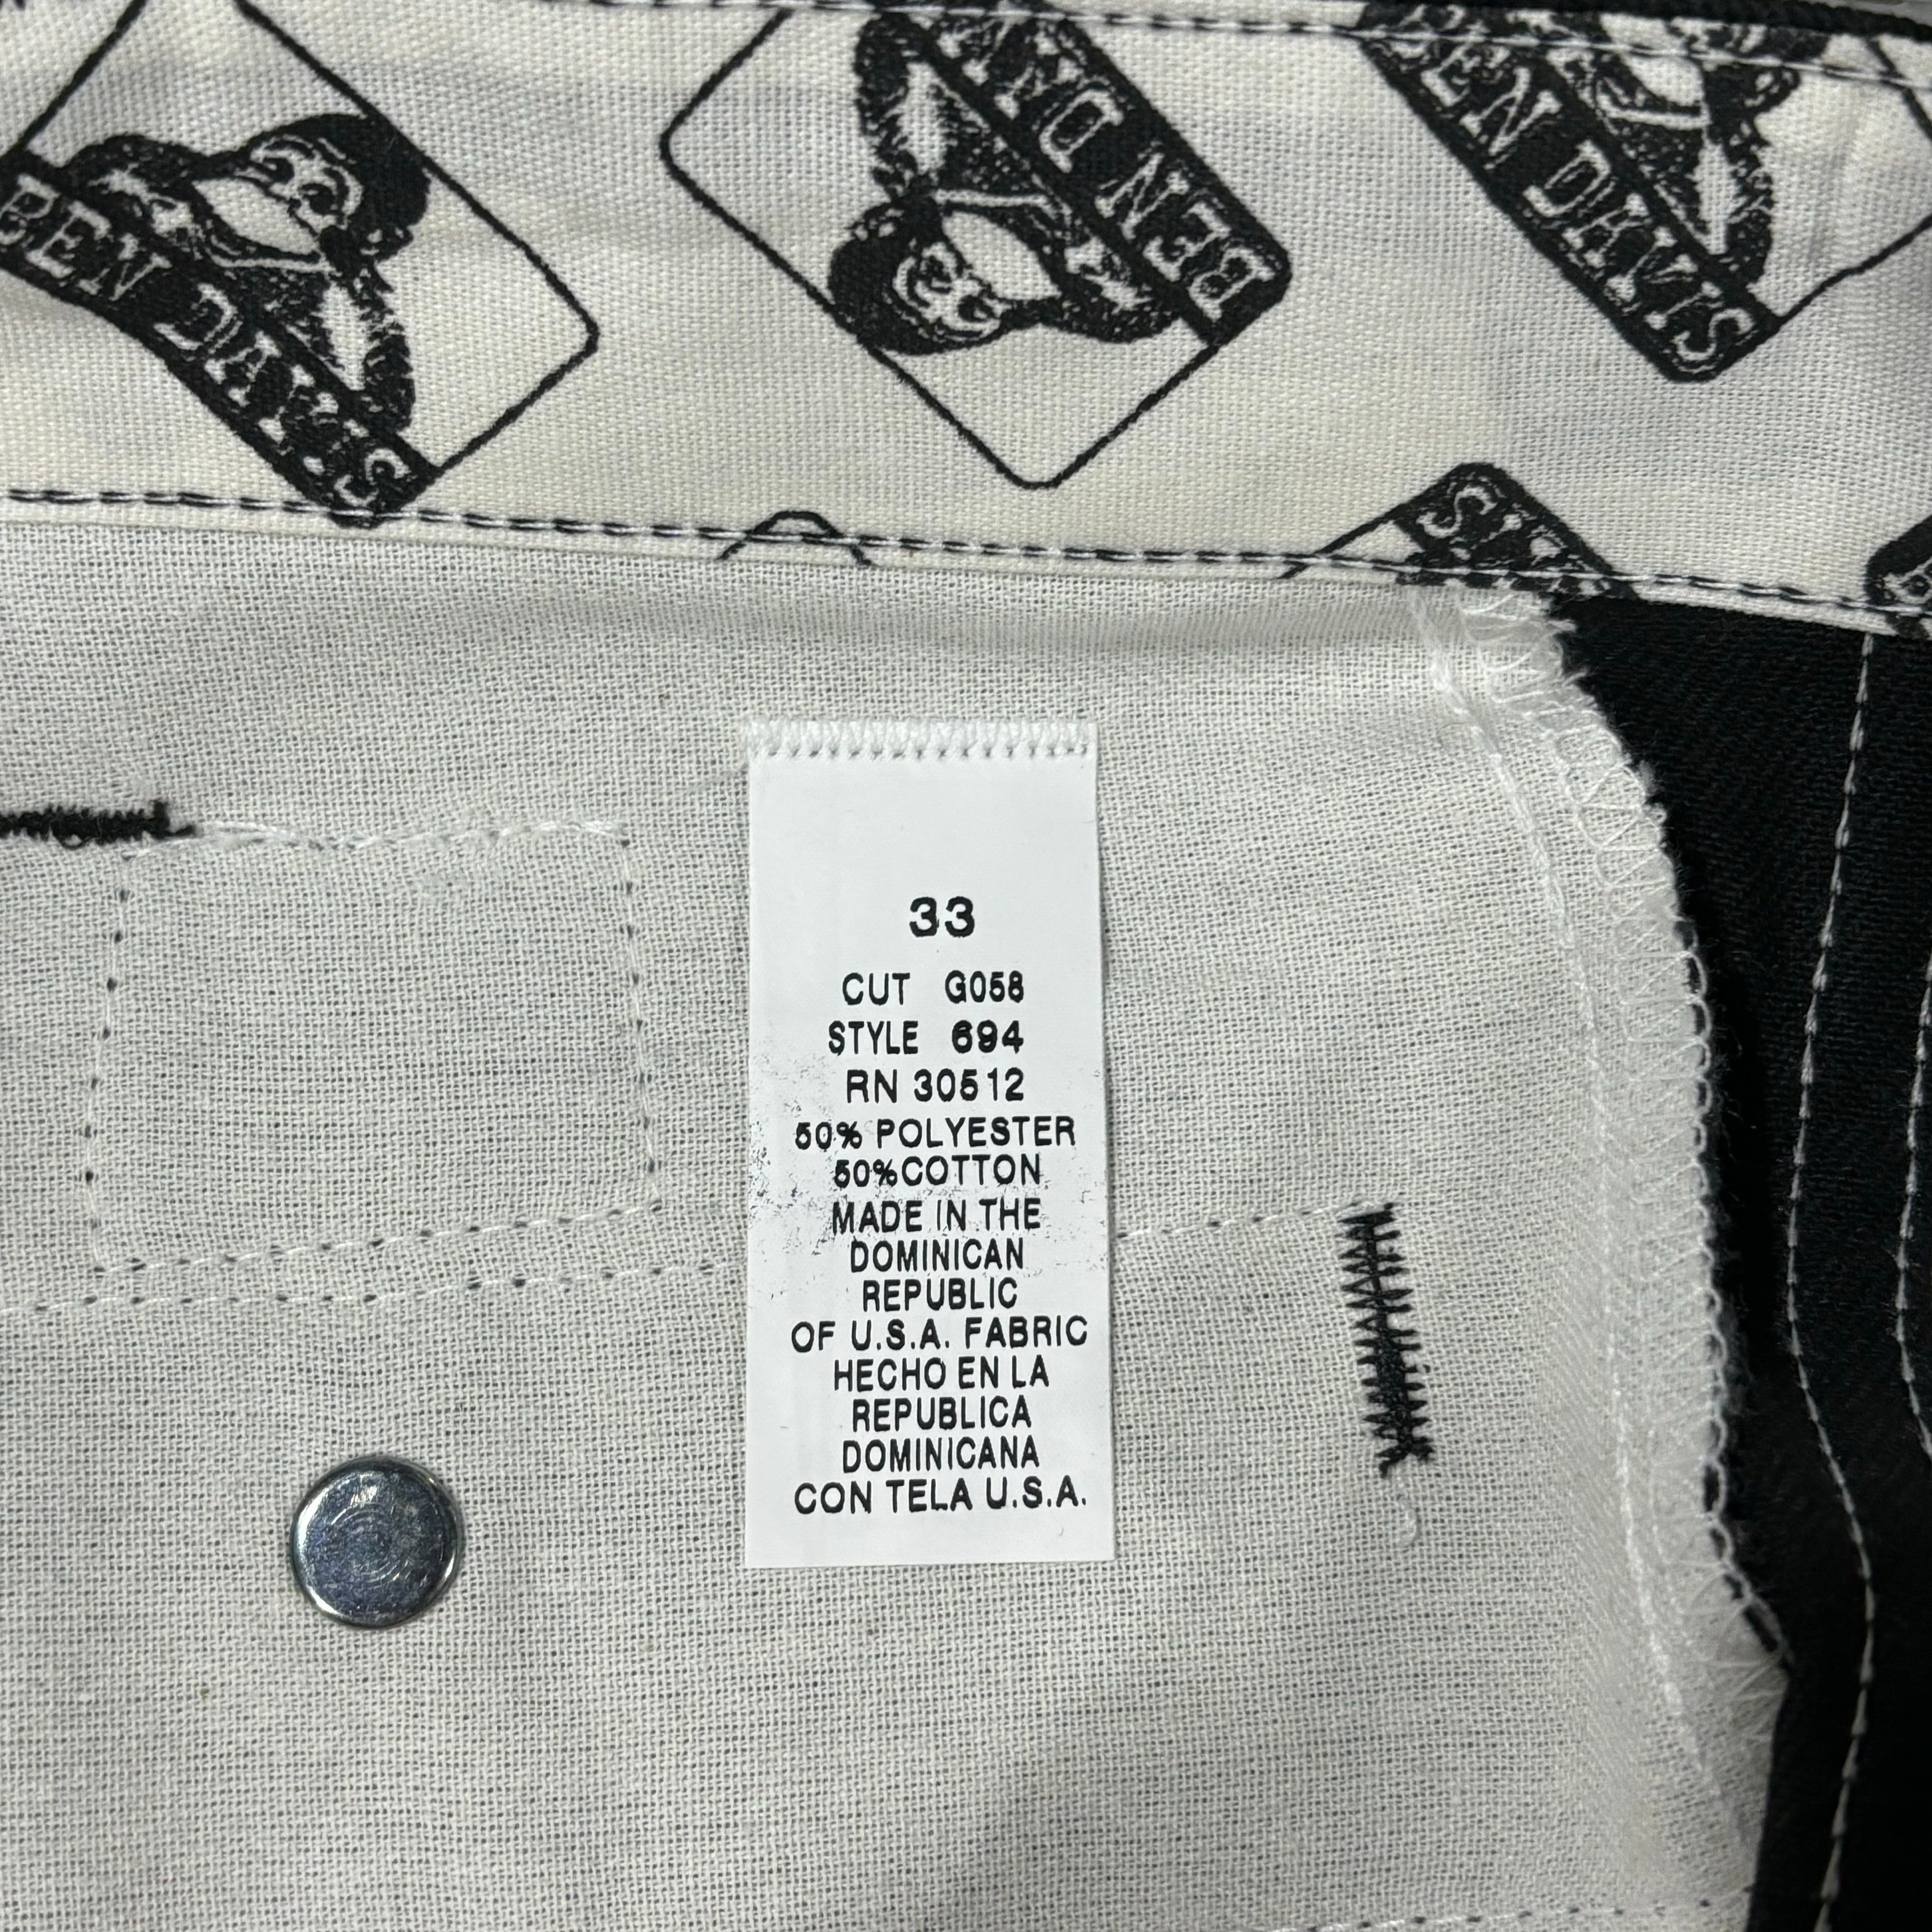 BEN DAVIS
BEN DAV
BEN DAVIS
33
CUT G058
STYLE 694
RN 30512
50% POLYESTER
50%COTTON
MADE IN THE
DOMINICAN
REPUBLIC
OF U.S.A. FABRIC
HECHO EN LA
REPUBLICA
DOMINICANA
CON TELA U.S.A.